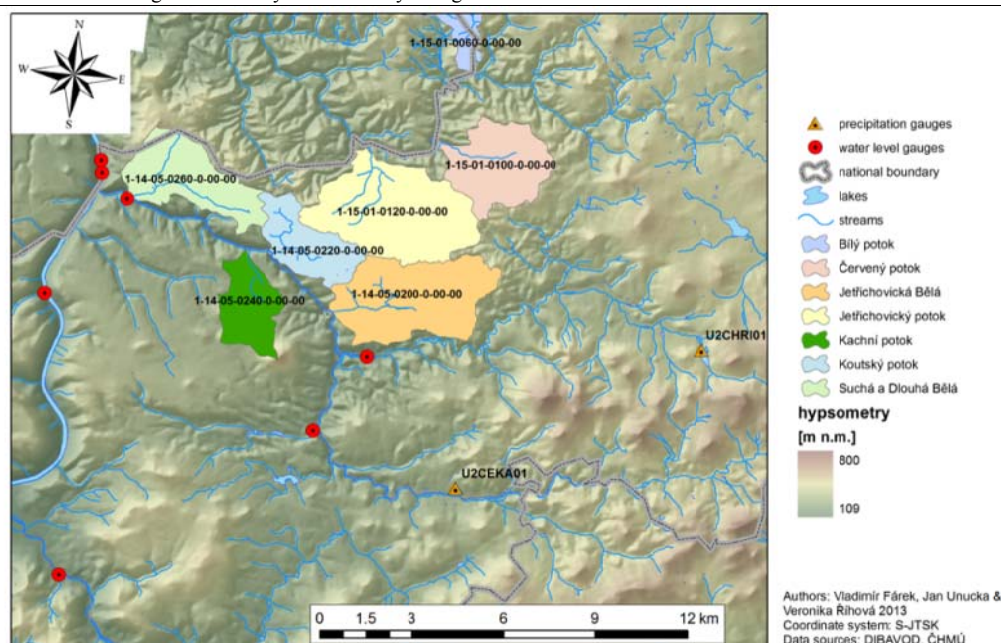 N
W
E
S
1-15-01-0060-0-00-00
1-15-01-0100-0-00-00
1-14-05-0260-0-00-00
1-15-01-0120-0-00-00
1-14-05-0220-0-00-00
1-14-05-0240-0-00-00
1-14-05-0200-0-00-00
U2CHRI01
U2CEKA01
0 1.5 3 6 9 12 km
precipitation gauges
water level gauges
national boundary
lakes
streams
Bílý potok
Červený potok
Jetřichovická Bělá
Jetřichovický potok
Kachní potok
Koutský potok
Suchá a Dlouhá Bělá
hypsometry
[m n.m.]
800
109
Authors: Vladimír Fárek, Jan Unucka &
Veronika Říhová 2013
Coordinate system: S-JTSK
Data sources: DIBAVOD, ČHMÚ